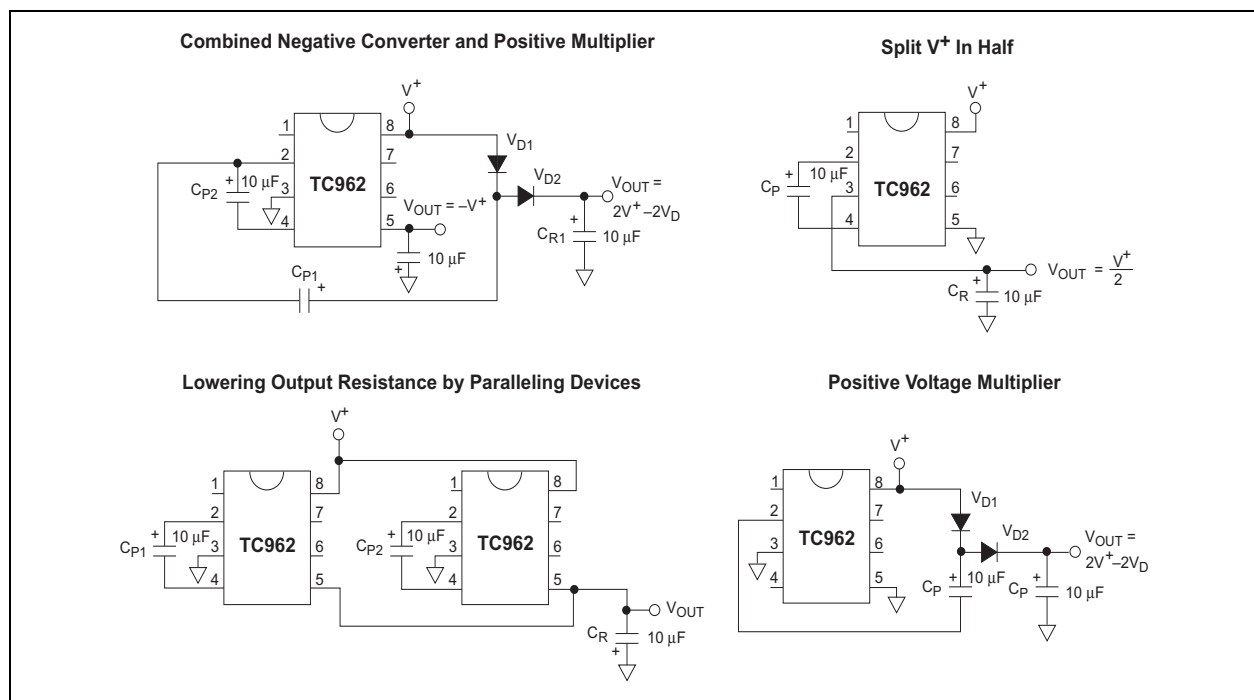 Combined Negative Converter and Positive Multiplier
V+
1
2
3
4
8
7
6
5
TC962
CP2
+
10 µF
VOUT = –V+
+
10 µF
CP1
+
VD1
VD2
VOUT =
2V+–2VD
+
CR1
10 µF
Split V+ In Half
V+
1
2
3
4
8
7
6
5
TC962
+
10 µF
CP
VOUT = V+
2
+
CR
10 µF
Lowering Output Resistance by Paralleling Devices
V+
1
2
3
4
8
7
6
5
TC962
+
10 µF
CP1
1
2
3
4
8
7
6
5
TC962
+
10 µF
CP2
VOUT
CR
10 µF
+
Positive Voltage Multiplier
V+
1
2
3
4
8
7
6
5
TC962
VD1
VD2
VOUT =
2V+–2VD
+
10 µF
CP
+
CP
10 µF